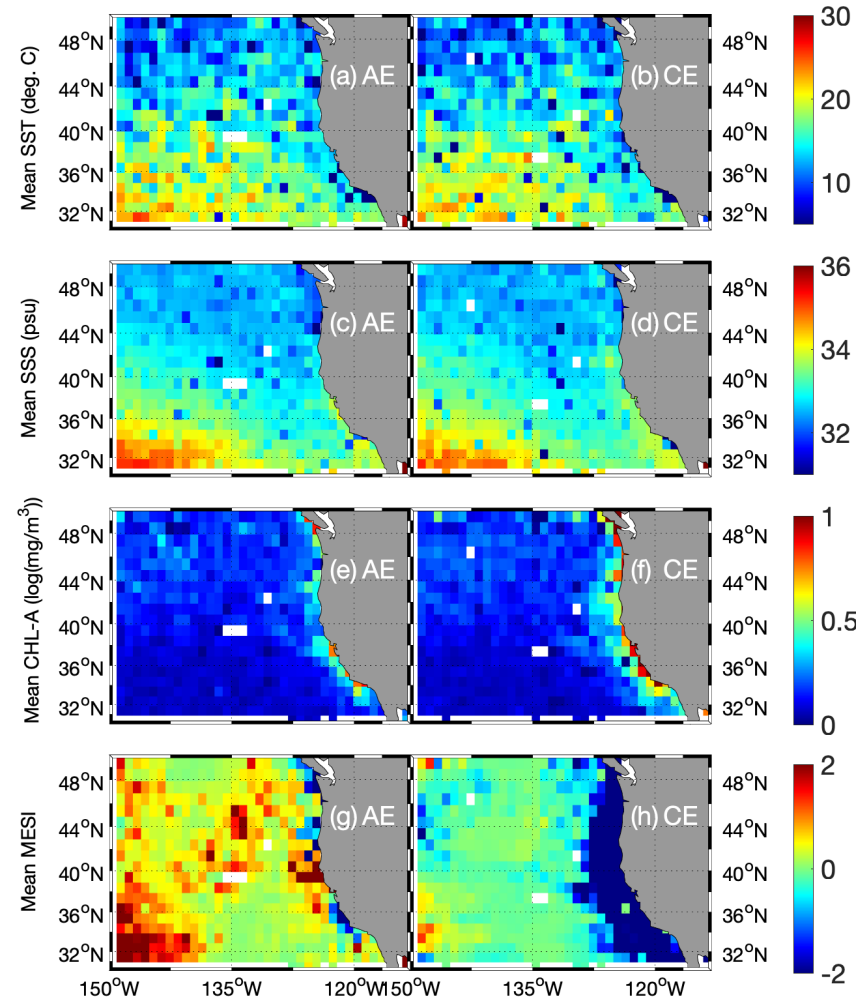 Mean SST (deg. C)
48°N
44°N
40°N
36°N
32°N
(a) AE
(b) CE
48°N
44°N
40°N
36°N
32°N
30
20
10
Mean SSS (psu)
48°N
44°N
40°N
36°N
32°N
(c) AE
(d) CE
48°N
44°N
40°N
36°N
32°N
36
34
32
Mean CHL-A (log(mg/m³))
48°N
44°N
40°N
36°N
32°N
(e) AE
(f) CE
48°N
44°N
40°N
36°N
32°N
1
0.5
0
Mean MESI
48°N
44°N
40°N
36°N
32°N
(g) AE
(h) CE
48°N
44°N
40°N
36°N
32°N
2
0
-2
150°W 135°W 120°W 150°W 135°W 120°W